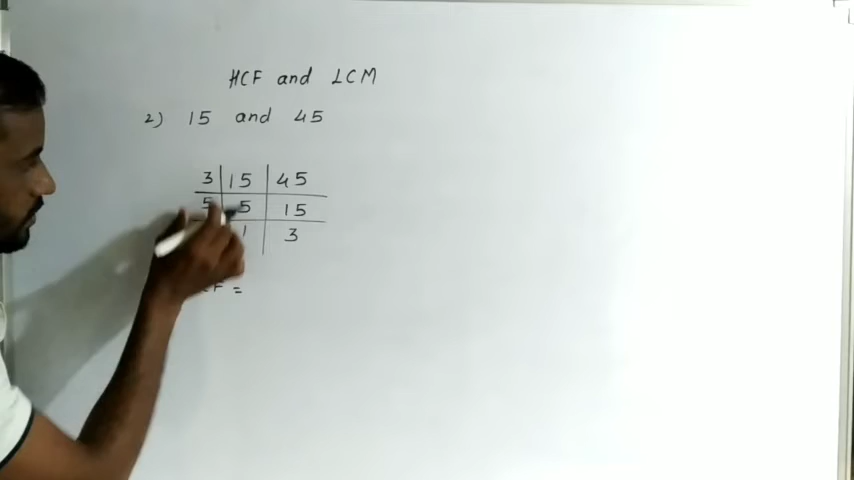 HCF and LCM
2) 15 and 45
3 15 45
5 5 15
1 3
=